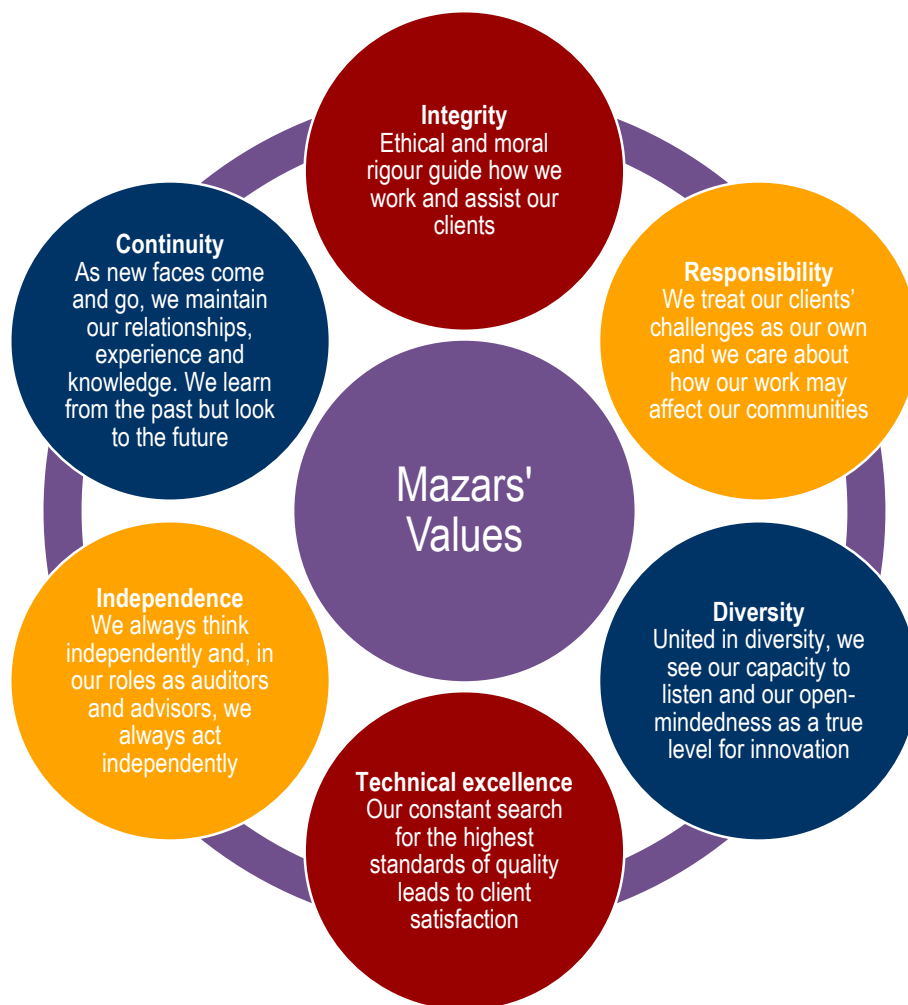 Integrity
Ethical and moral
rigour guide how we
work and assist our
clients
Responsibility
We treat our clients’
challenges as our own
and we care about
how our work may
affect our communities
Diversity
United in diversity, we
see our capacity to
listen and our open-
mindedness as a true
level for innovation
Technical excellence
Our constant search
for the highest
standards of quality
leads to client
satisfaction
Independence
We always think
independently and, in
our roles as auditors
and advisors, we
always act
independently
Continuity
As new faces come
and go, we maintain
our relationships,
experience and
knowledge. We learn
from the past but look
to the future
Mazars'
Values